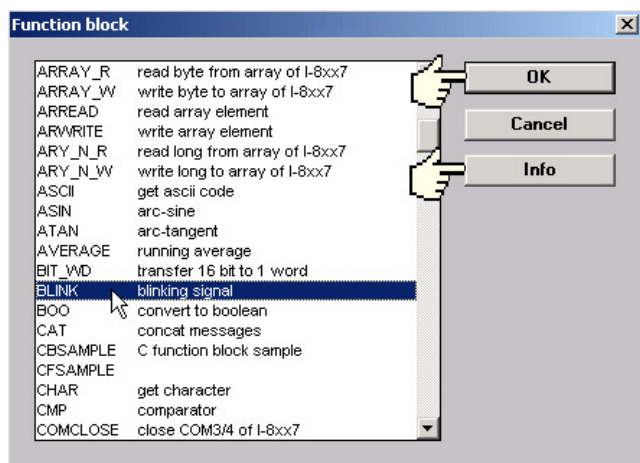 Function block
ARRAY_R read byte from array of I-8xx7
ARRAY_W write byte to array of I-8xx7
ARREAD read array element
ARWRITE write array element
ARY_N_R read long from array of I-8xx7
ARY_N_W write long to array of I-8xx7
ASCII get ascii code
ASIN arc-sine
ATAN arc-tangent
AVERAGE running average
BIT_WD transfer 16 bit to 1 word
BLINK blinking signal
BOO convert to boolean
CAT concat messages
CBSAMPLE C function block sample
CFSAMPLE
CHAR get character
CMP comparator
COMCLOSE close COM3/4 of I-8xx7
OK
Cancel
Info